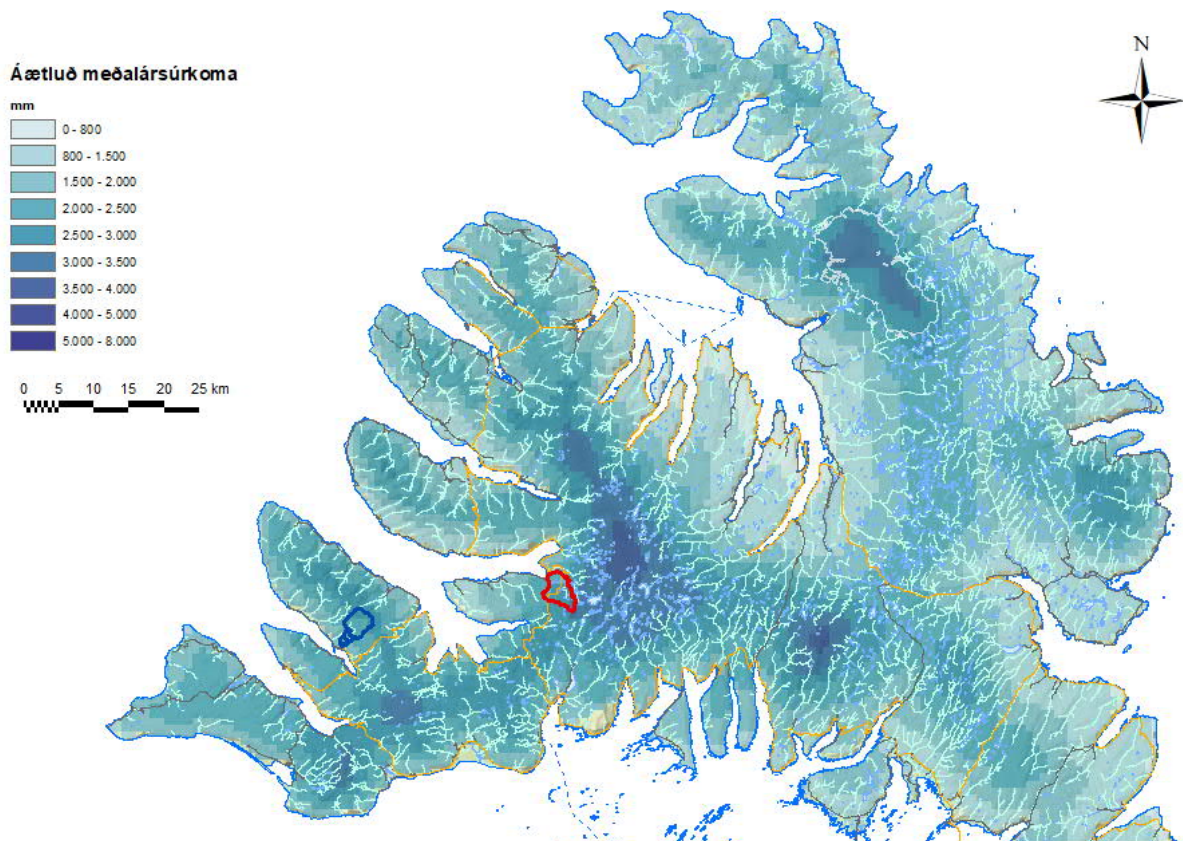 Áætluð meðalársúrkoma
mm
0 - 800
800 - 1.500
1.500 - 2.000
2.000 - 2.500
2.500 - 3.000
3.000 - 3.500
3.500 - 4.000
4.000 - 5.000
5.000 - 8.000
0 5 10 15 20 25 km
N